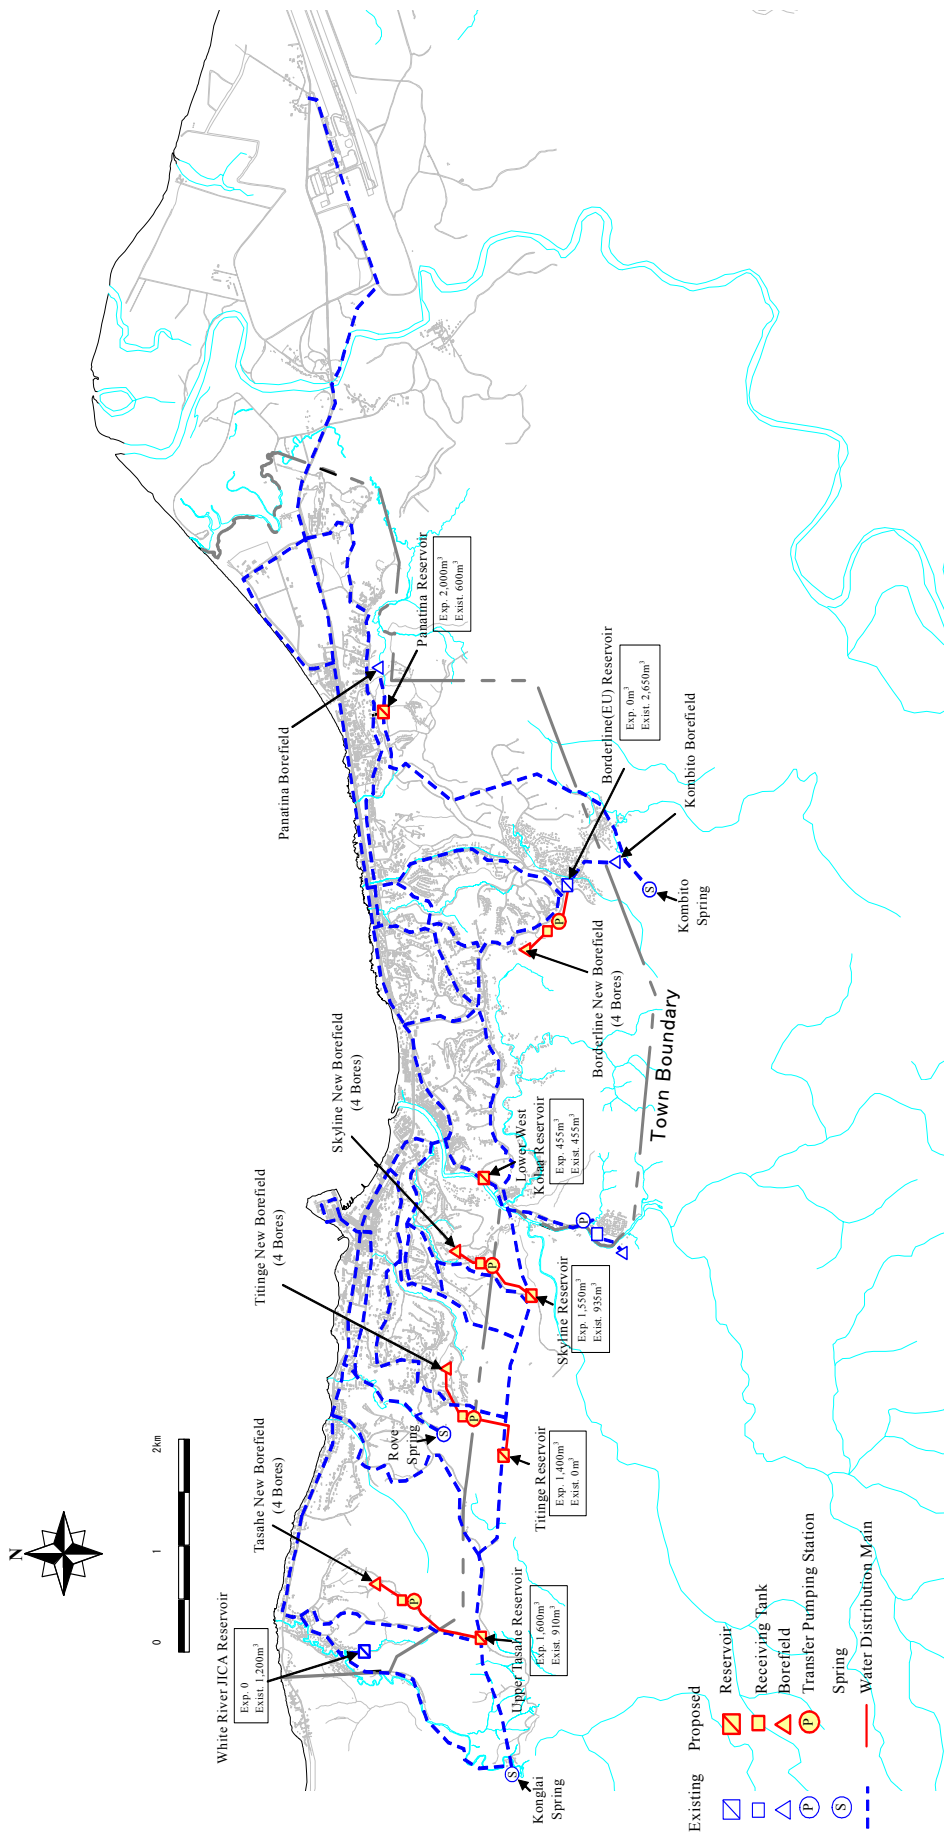 N
0
1
2km
White River JICA Reservoir
Exp. 0
Exist. 1,200m³
Tasahe New Borefield
(4 Bores)
Titinge New Borefield
(4 Bores)
Skyline New Borefield
(4 Bores)
Panatina Borefield
Panatina Reservoir
Exp. 2,000m³
Exist. 600m³
Rove
Spring
S
P
P
P
P
P
S
S
Konglai
Spring
Upper Tasahe Reservoir
Exp. 1,600m³
Exist. 910m³
Titinge Reservoir
Exp. 1,400m³
Exist. 0m³
Skyline Reservoir
Exp. 1,550m³
Exist. 935m³
Lower West
Kolaa Reservoir
Exp. 455m³
Exist. 455m³
Borderline New Borefield
(4 Bores)
Borderline(EU) Reservoir
Exp. 0m³
Exist. 2,650m³
Kombito Borefield
Kombito
Spring
Town Boundary
Existing
Proposed
Reservoir
Receiving Tank
Borefield
P
P
Transfer Pumping Station
S
Spring
Water Distribution Main